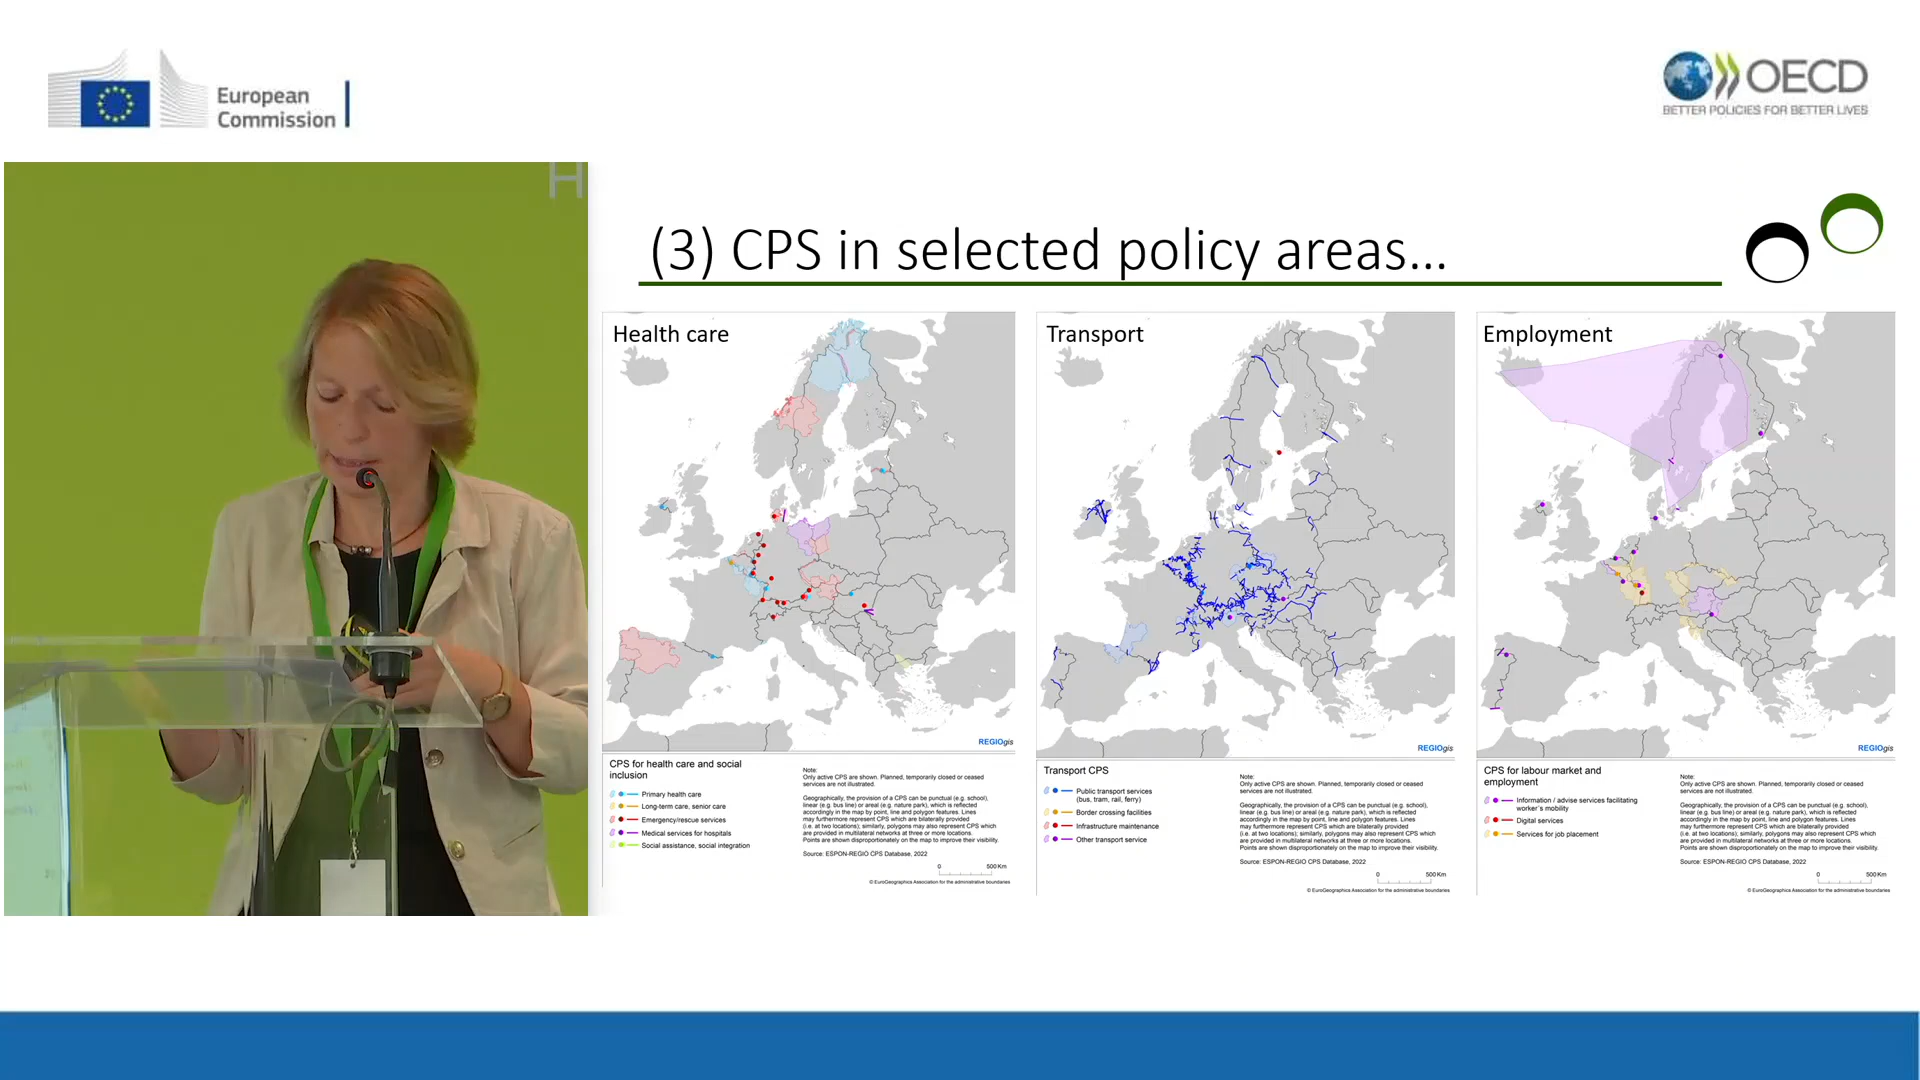 European
Commission
OECD
BETTER POLICIES FOR BETTER LIVES
H
(3) CPS in selected policy areas...
Health care
REGIOgis
CPS for health care and social
inclusion
Primary health care
Long-term care, senior care
Emergency/rescue services
Medical services for hospitals
Social assistance, social integration
Note:
Only active CPS are shown. Planned, temporarily closed or ceased
services are not illustrated.
Geographically, the provision of a CPS can be punctual (e.g. school),
linear (e.g. bus line) or areal (e.g. nature park), which is reflected
accordingly in the map by point, line and polygon features. Lines
may furthermore represent CPS which are bilaterally provided
(i.e. at two locations); similarly, polygons may also represent CPS which
are provided in multilateral networks at three or more locations.
Points are shown disproportionately on the map to improve their visibility.
Source: ESPON-REGIO CPS Database, 2022
0 500 Km
© EuroGeographics Association for the administrative boundaries
Transport
REGIOgis
Transport CPS
Public transport services
(bus, tram, rail, ferry)
Border crossing facilities
Infrastructure maintenance
Other transport service
Note:
Only active CPS are shown. Planned, temporarily closed or ceased
services are not illustrated.
Geographically, the provision of a CPS can be punctual (e.g. school),
linear (e.g. bus line) or areal (e.g. nature park), which is reflected
accordingly in the map by point, line and polygon features. Lines
may furthermore represent CPS which are bilaterally provided
(i.e. at two locations); similarly, polygons may also represent CPS which
are provided in multilateral networks at three or more locations.
Points are shown disproportionately on the map to improve their visibility.
Source: ESPON-REGIO CPS Database, 2022
0 500 Km
© EuroGeographics Association for the administrative boundaries
Employment
REGIOgis
CPS for labour market and
employment
Information / advise services facilitating
worker's mobility
Digital services
Services for job placement
Note:
Only active CPS are shown. Planned, temporarily closed or ceased
services are not illustrated.
Geographically, the provision of a CPS can be punctual (e.g. school),
linear (e.g. bus line) or areal (e.g. nature park), which is reflected
accordingly in the map by point, line and polygon features. Lines
may furthermore represent CPS which are bilaterally provided
(i.e. at two locations); similarly, polygons may also represent CPS which
are provided in multilateral networks at three or more locations.
Points are shown disproportionately on the map to improve their visibility.
Source: ESPON-REGIO CPS Database, 2022
0 500 Km
© EuroGeographics Association for the administrative boundaries